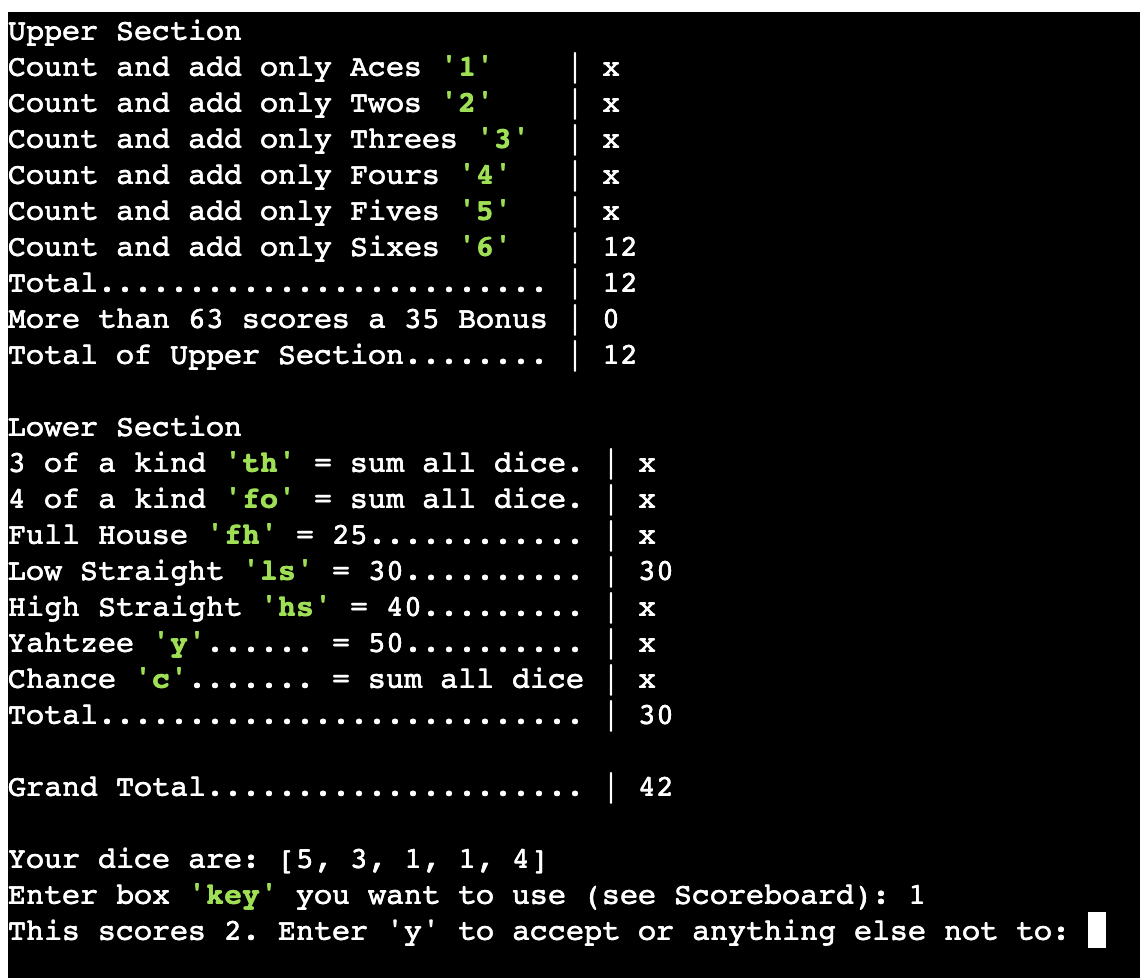 Upper Section
Count and add only Aces '1' | x
Count and add only Twos '2' | x
Count and add only Threes '3' | x
Count and add only Fours '4' | x
Count and add only Fives '5' | x
Count and add only Sixes '6' | 12
Total......................... | 12
More than 63 scores a 35 Bonus | 0
Total of Upper Section........ | 12
Lower Section
3 of a kind 'th' = sum all dice. | x
4 of a kind 'fo' = sum all dice. | x
Full House 'fh' = 25............ | x
Low Straight 'ls' = 30.......... | 30
High Straight 'hs' = 40......... | x
Yahtzee 'y'...... = 50.......... | x
Chance 'c'....... = sum all dice | x
Total........................... | 30
Grand Total..................... | 42
Your dice are: [5, 3, 1, 1, 4]
Enter box 'key' you want to use (see Scoreboard): 1
This scores 2. Enter 'y' to accept or anything else not to: